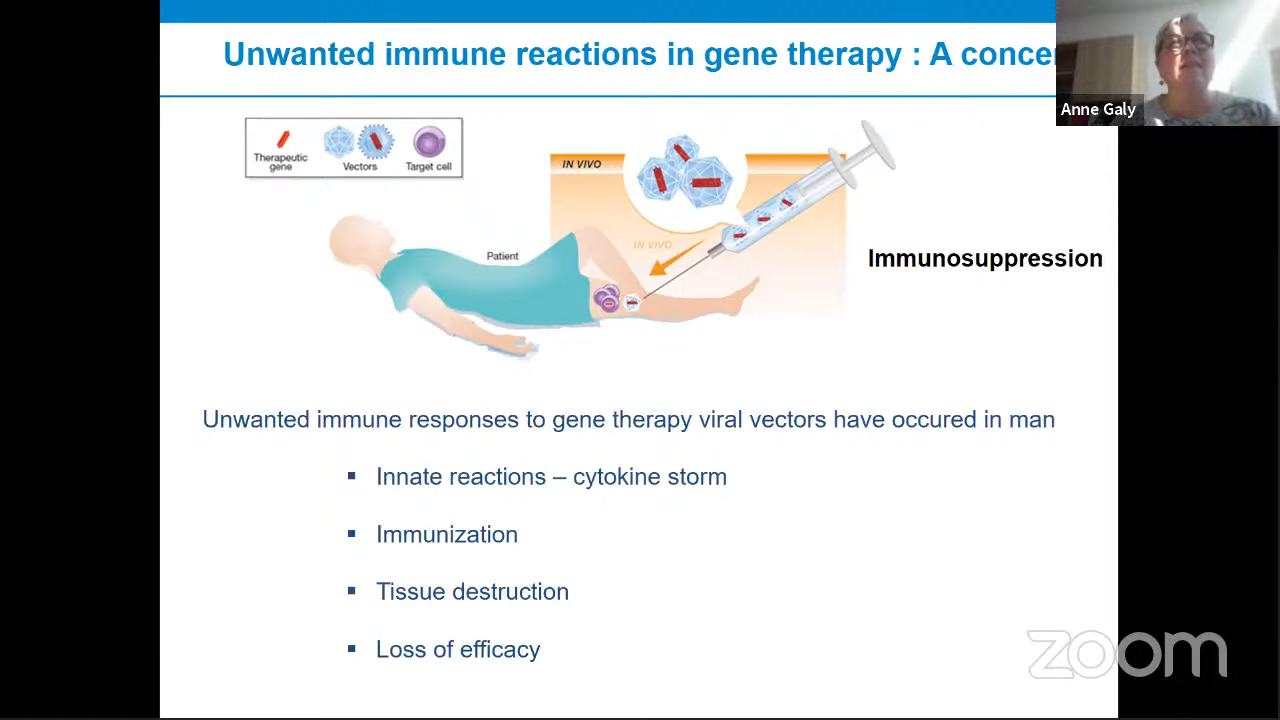 Unwanted immune reactions in gene therapy : A concer
Anne Galy
Therapeutic
gene
Vectors
Target cell
IN VIVO
IN VIVO
Patient
Immunosuppression
Unwanted immune responses to gene therapy viral vectors have occured in man
▪ Innate reactions – cytokine storm
▪ Immunization
▪ Tissue destruction
▪ Loss of efficacy
zoom